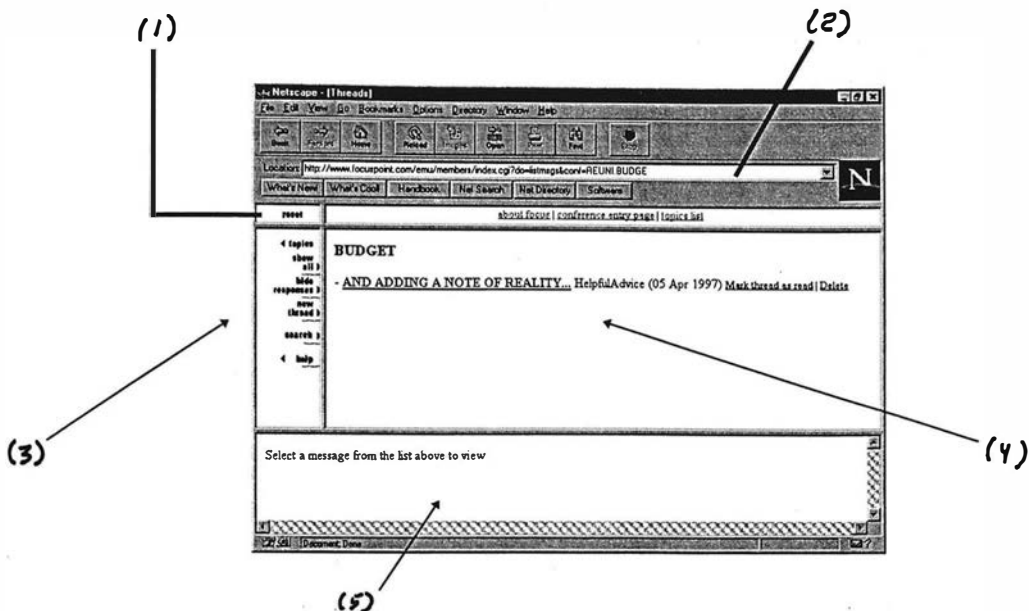 (1)
(2)
Netscape - [Threads]
File Edit View Go Bookmarks Options Directory Window Help
Back Forward Home Reload Images Open Print Find Stop
Location: http://www.focuspoint.com/emu/members/index.cgi?do=listmsgs&conf=REUNI.BUDGE
N
What's New! What's Cool! Handbook Net Search Net Directory Software
reset
about focus | conference entry page | topics list
topics
show all
hide responses
new thread
search
help
BUDGET
- AND ADDING A NOTE OF REALITY... HelpfulAdvice (05 Apr 1997) Mark thread as read | Delete
(3)
(4)
Select a message from the list above to view
Document: Done
(5)